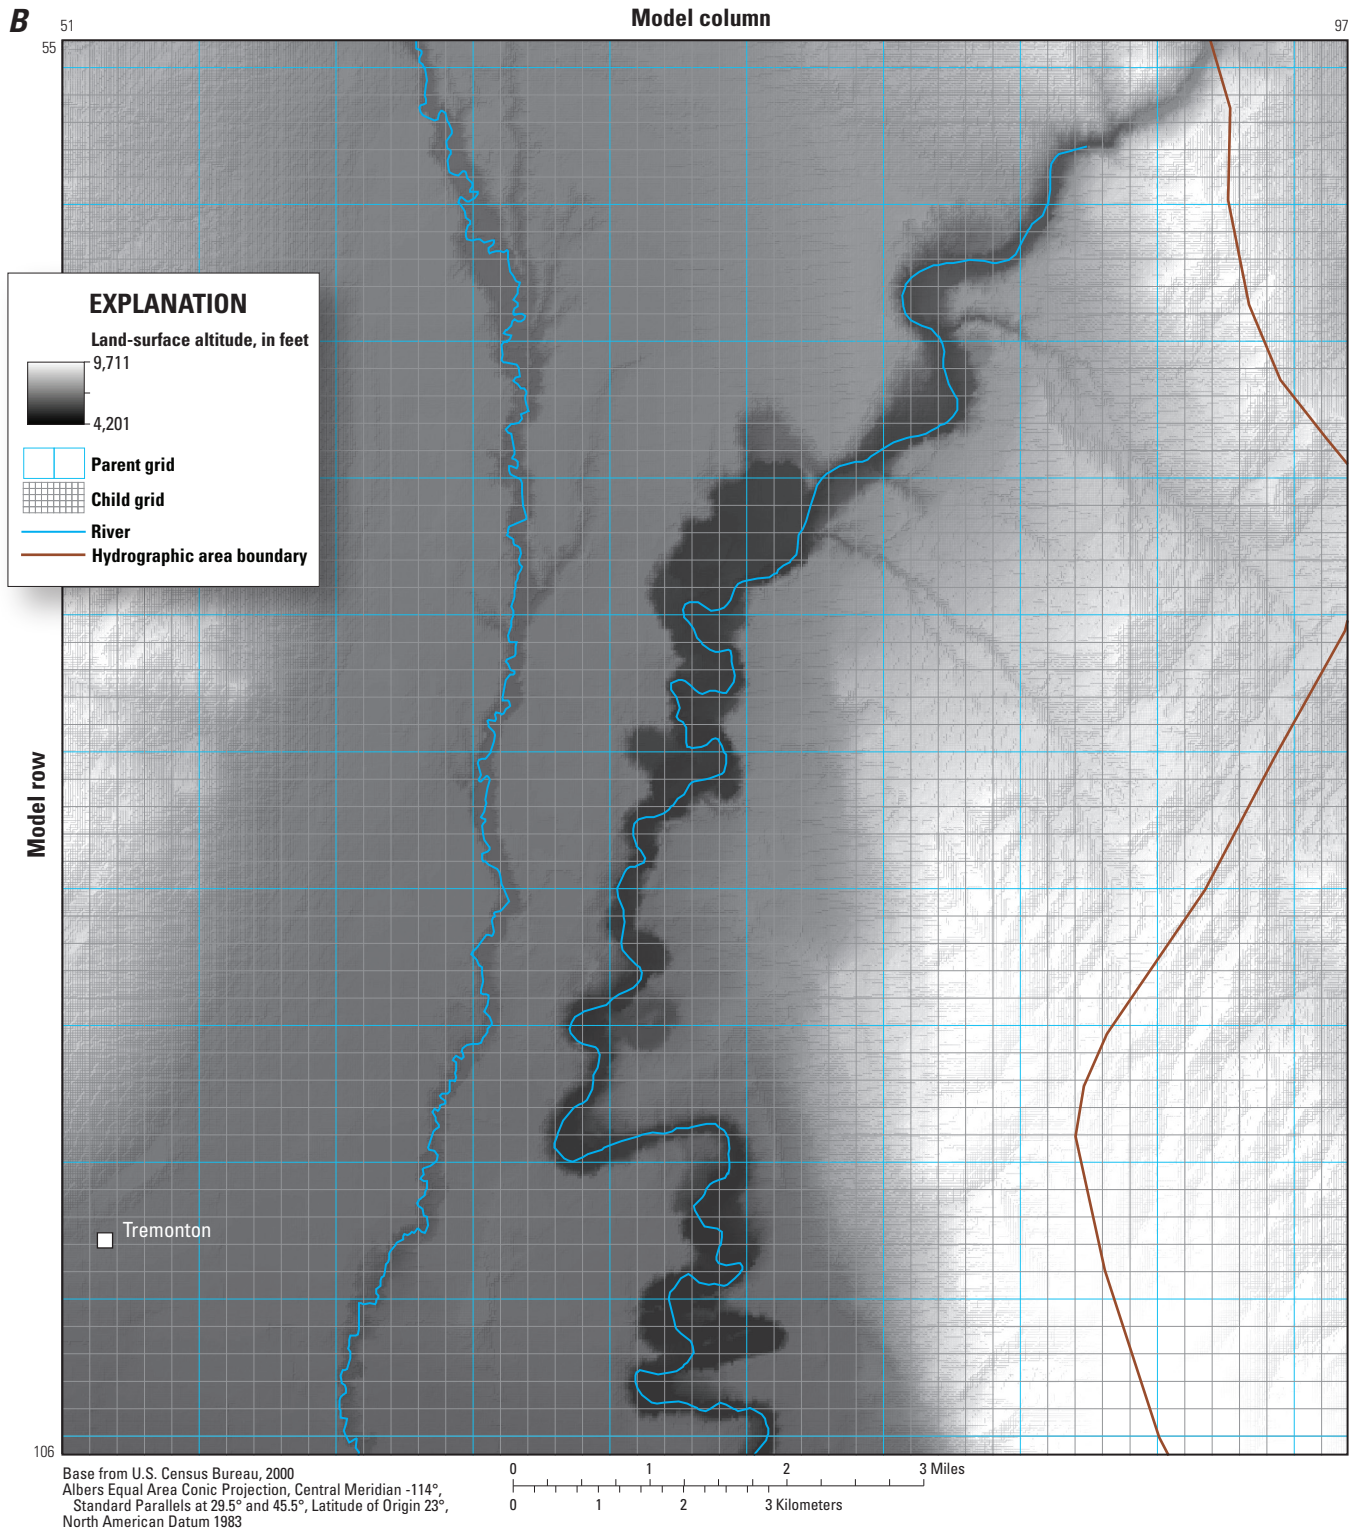 B
Model column
51
97
55
EXPLANATION
Land-surface altitude, in feet
9,711
4,201
Parent grid
Child grid
River
Hydrographic area boundary
Model row
Tremonton
106
Base from U.S. Census Bureau, 2000
Albers Equal Area Conic Projection, Central Meridian -114°,
Standard Parallels at 29.5° and 45.5°, Latitude of Origin 23°,
North American Datum 1983
0 1 2 3 Miles
0 1 2 3 Kilometers